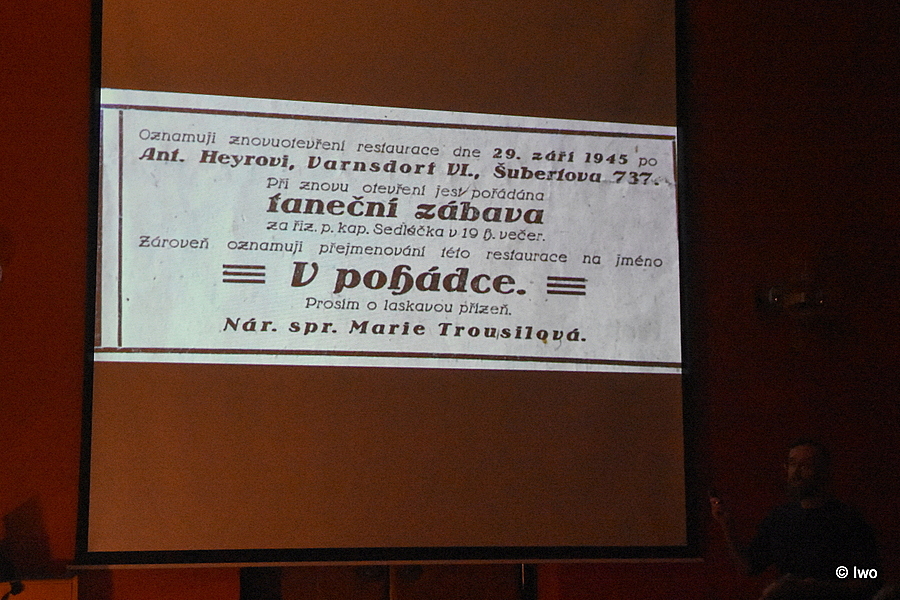 Oznamuji znovuotevření restaurace dne 29. září 1945 po
Ant. Heyrovi, Varnsdorf VI., Šubertova 737.
Při znovu otevření jest pořádána
taneční zábava
za říz. p. kap. Sedláčka v 19 h. večer.
Zároveň oznamuji přejmenování této restaurace na jméno
V pohádce.
Prosím o laskavou přízeň.
Nár. spr. Marie Trousilová.
© Iwo